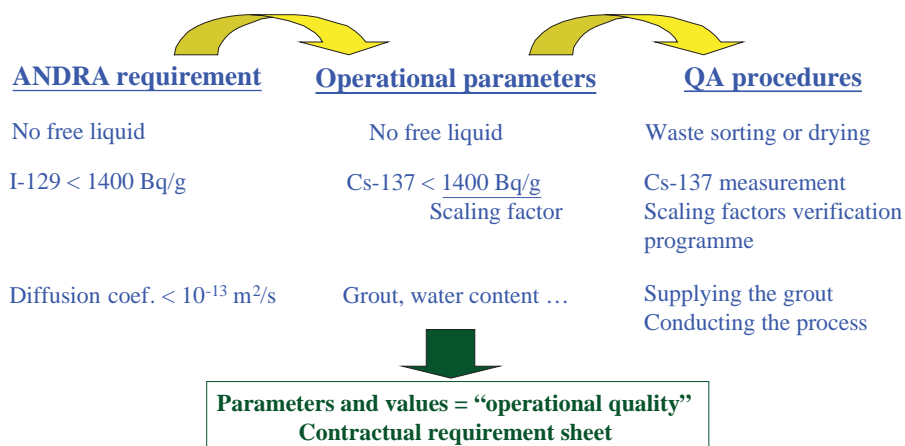 ANDRA requirement
Operational parameters
QA procedures
No free liquid
No free liquid
Waste sorting or drying
I-129 < 1400 Bq/g
Cs-137 < 1400 Bq/g
Scaling factor
Cs-137 measurement
Scaling factors verification
programme
Diffusion coef. < 10⁻¹³ m²/s
Grout, water content …
Supplying the grout
Conducting the process
Parameters and values = “operational quality”
Contractual requirement sheet